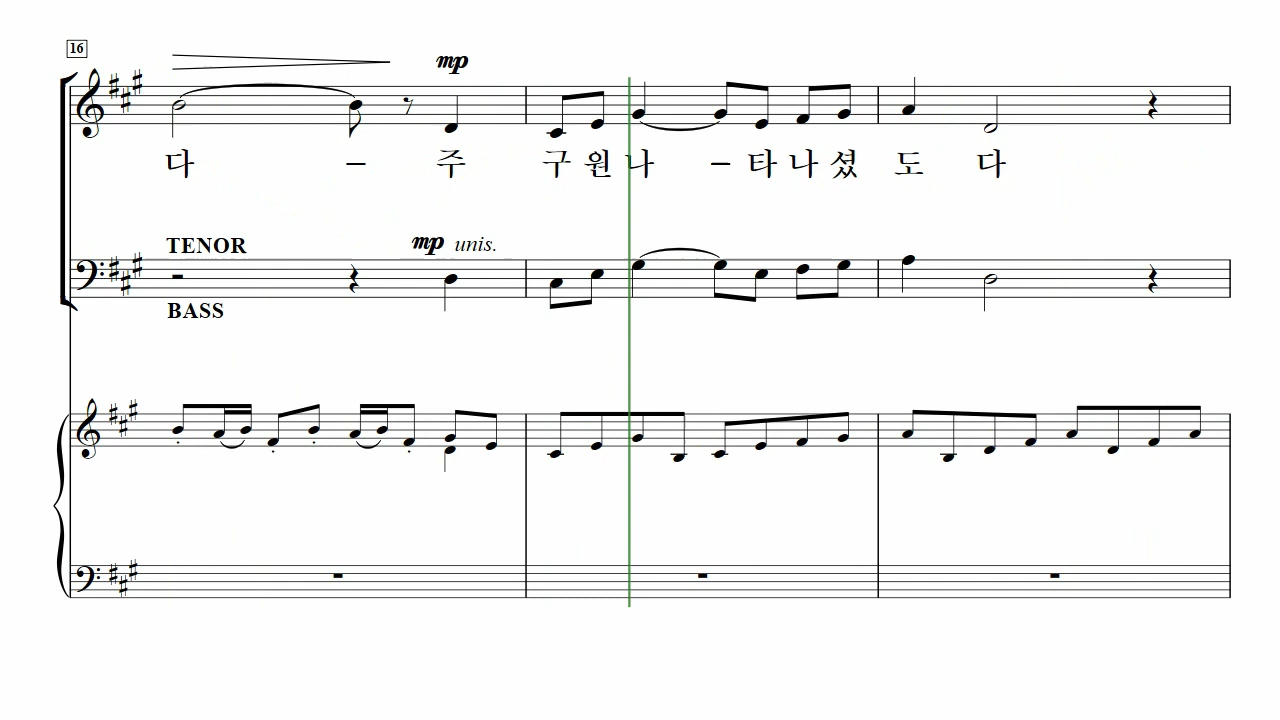 16
mp
다 - 주 구 원 나 - 타 나 셨 도 다
TENOR mp unis.
BASS